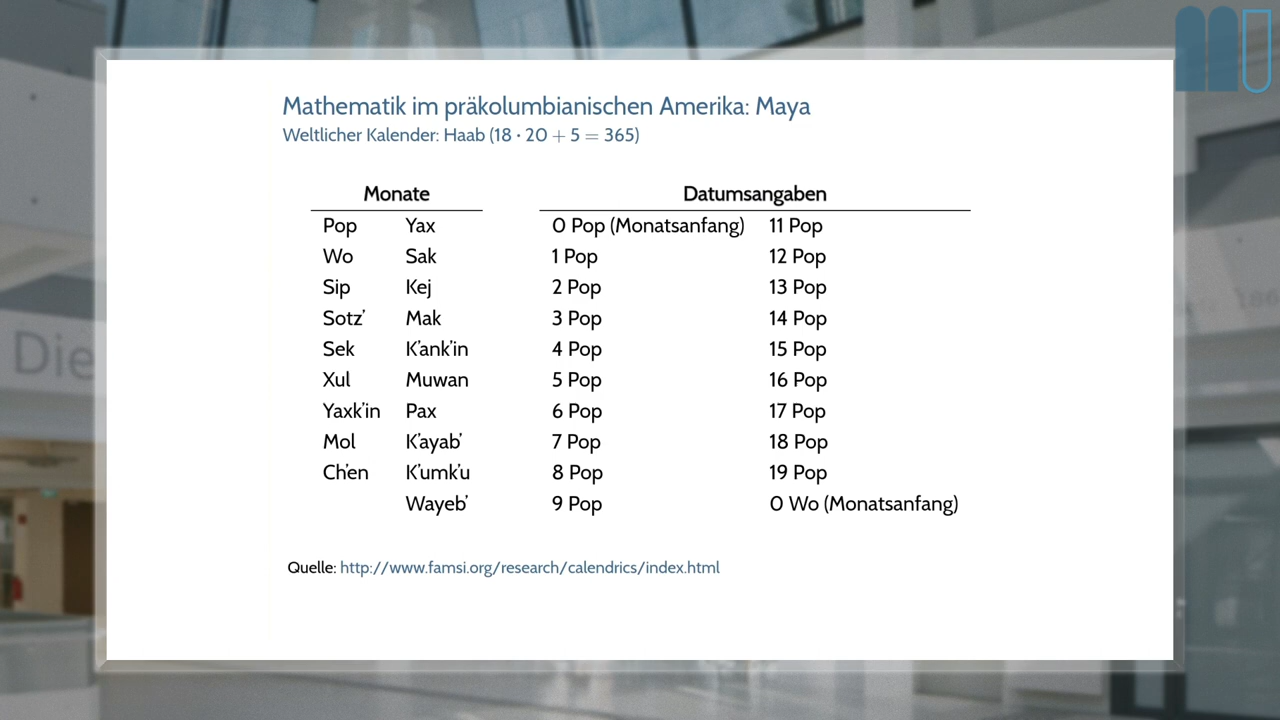 Mathematik im präkolumbianischen Amerika: Maya
Weltlicher Kalender: Haab (18 · 20 + 5 = 365)
Monate Datumsangaben
Pop Yax 0 Pop (Monatsanfang) 11 Pop
Wo Sak 1 Pop 12 Pop
Sip Kej 2 Pop 13 Pop
Sotz’ Mak 3 Pop 14 Pop
Sek K’ank’in 4 Pop 15 Pop
Xul Muwan 5 Pop 16 Pop
Yaxk’in Pax 6 Pop 17 Pop
Mol K’ayab’ 7 Pop 18 Pop
Ch’en K’umk’u 8 Pop 19 Pop
Wayeb’ 9 Pop 0 Wo (Monatsanfang)
Quelle: http://www.famsi.org/research/calendrics/index.html
Die